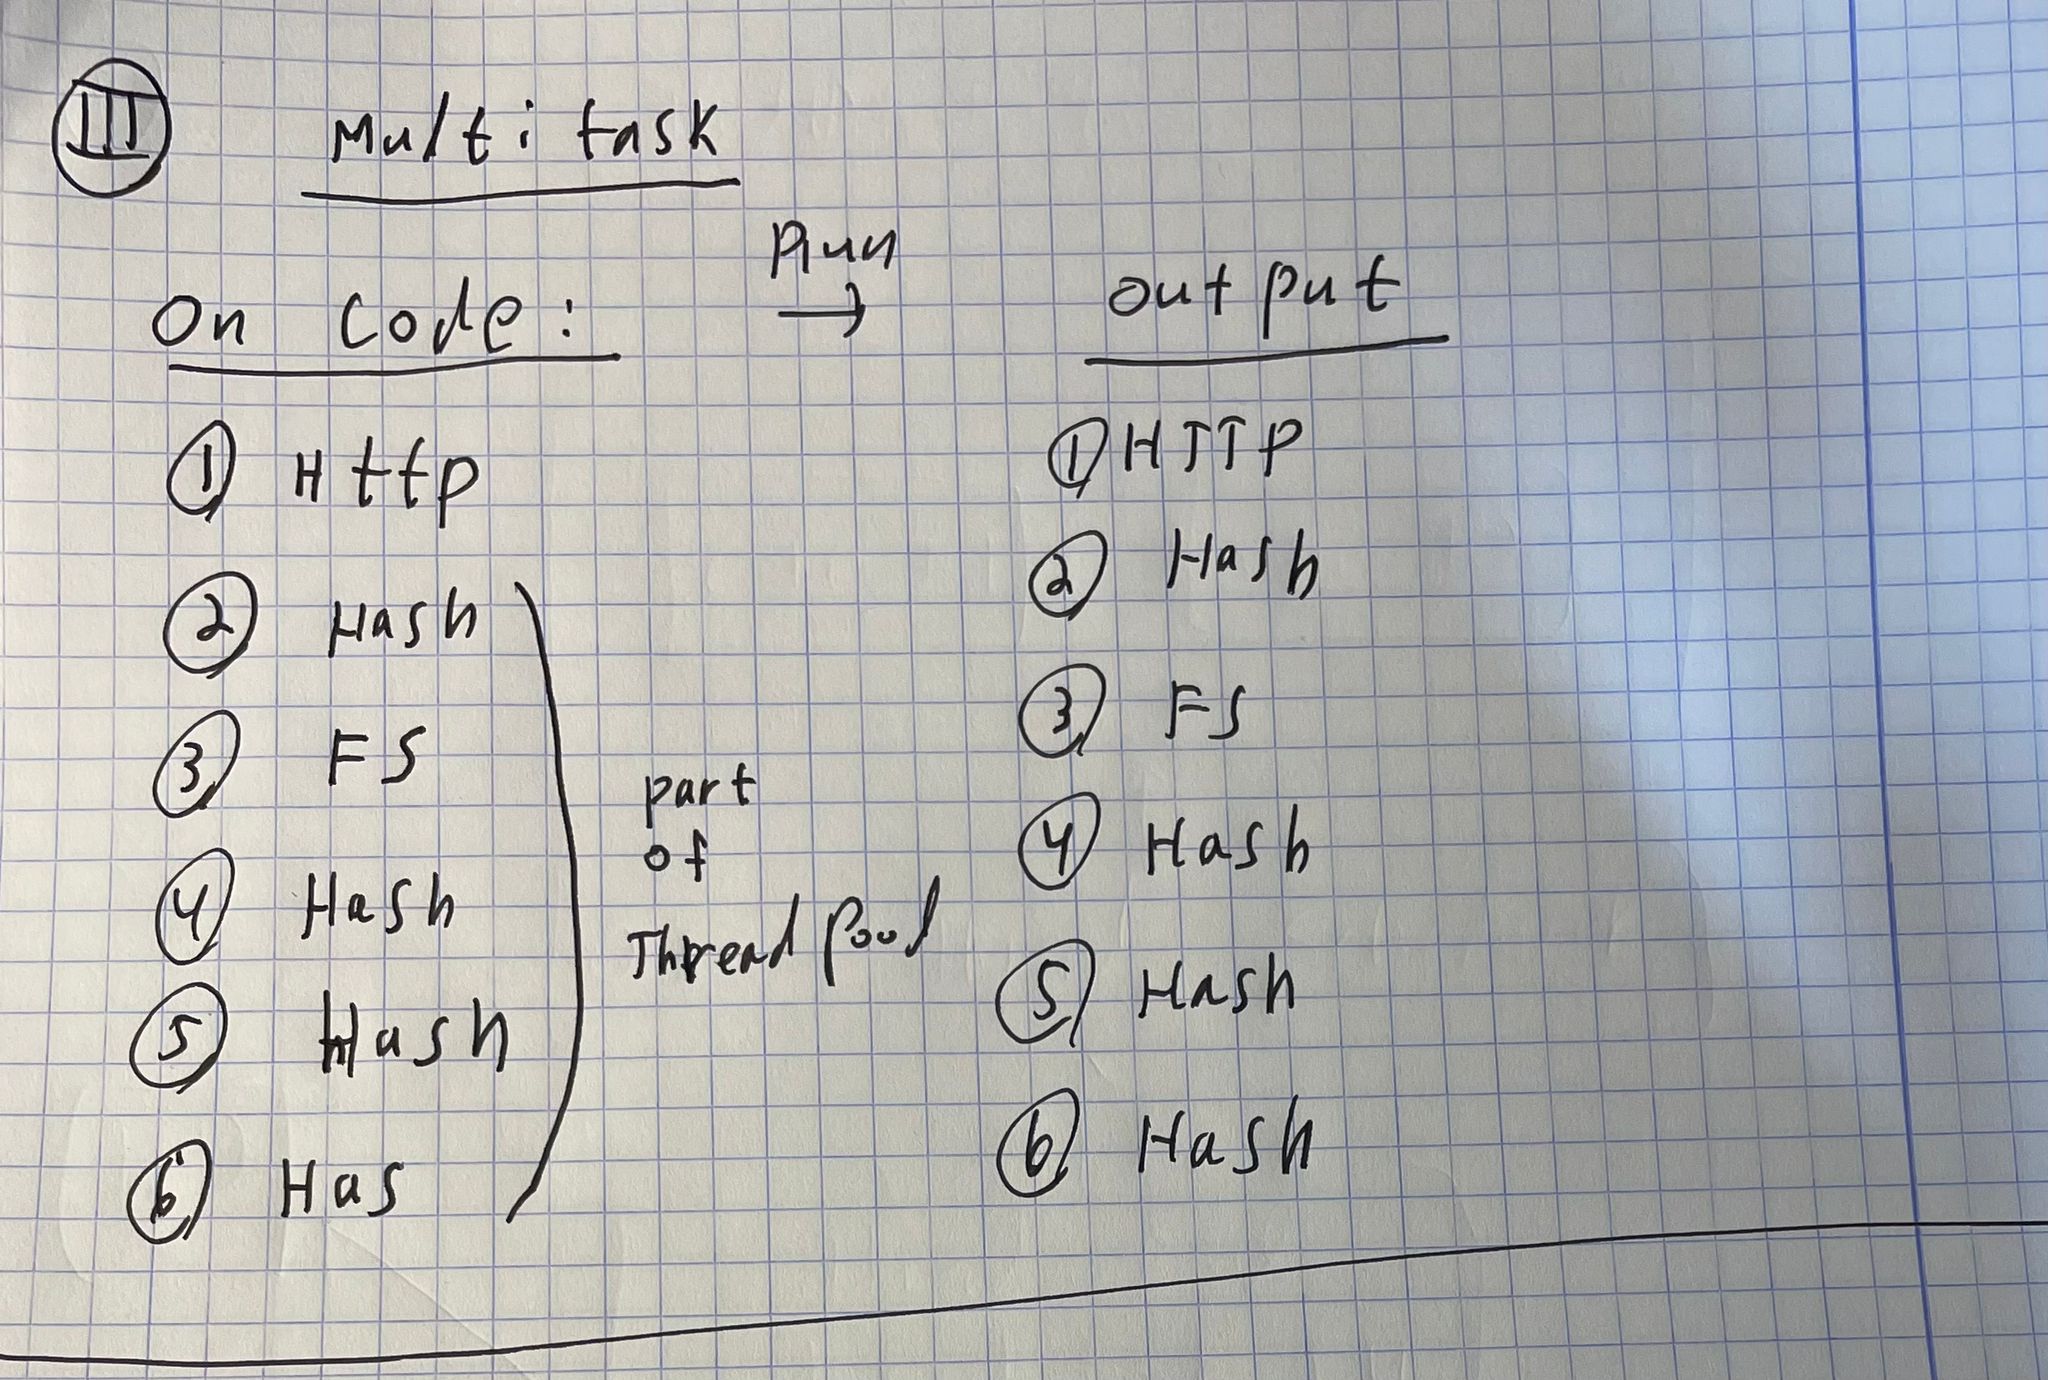 III Multi task
Run
→
On Code:
① Http
② Hash
③ FS
④ Hash
⑤ Hash
⑥ Has
part
of
Thread Pool
output
① HTTP
② Hash
③ FS
④ Hash
⑤ Hash
⑥ Hash